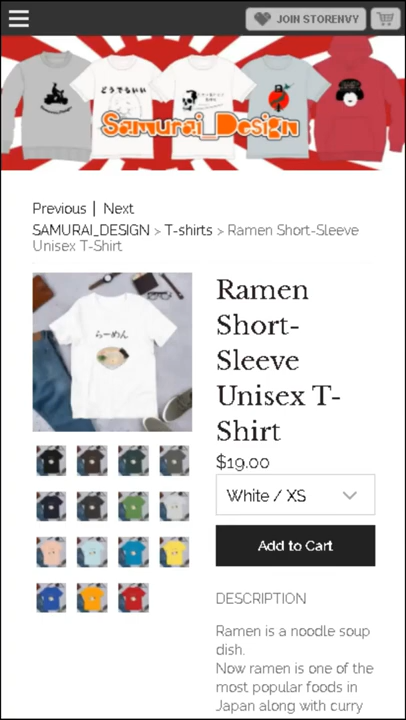 JOIN STORENVY
どうでもいい
Samurai_Design
Previous | Next
SAMURAI_DESIGN > T-shirts > Ramen Short-Sleeve
Unisex T-Shirt
らーめん
Ramen
Short-
Sleeve
Unisex T-
Shirt
$19.00
White / XS
Add to Cart
DESCRIPTION
Ramen is a noodle soup
dish.
Now ramen is one of the
most popular foods in
Japan along with curry